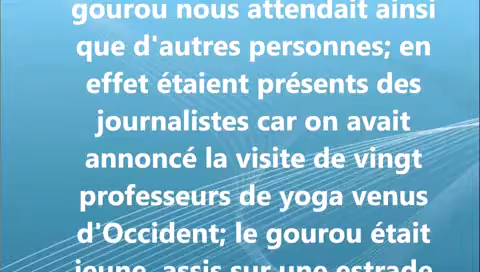 gourou nous attendait ainsi
que d'autres personnes; en
effet étaient présents des
journalistes car on avait
annoncé la visite de vingt
professeurs de yoga venus
d'Occident; le gourou était
jeune, assis sur une estrade